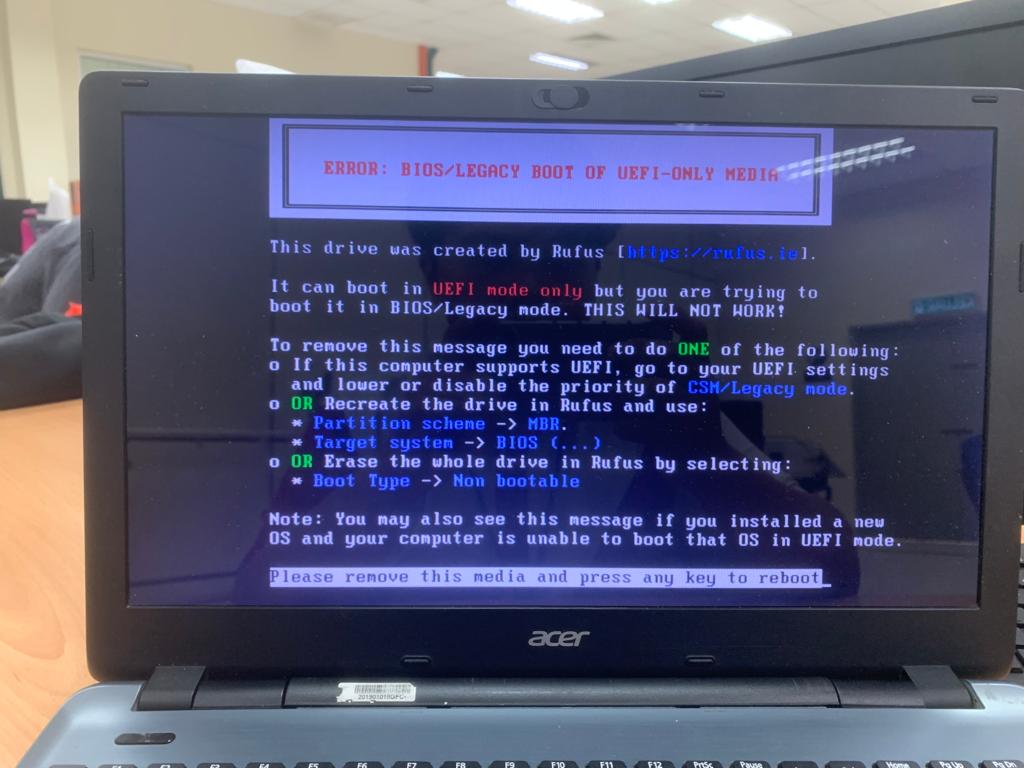 ERROR: BIOS/LEGACY BOOT OF UEFI-ONLY MEDIA
This drive was created by Rufus [https://rufus.ie].
It can boot in UEFI mode only but you are trying to
boot it in BIOS/Legacy mode. THIS WILL NOT WORK!
To remove this message you need to do ONE of the following:
o If this computer supports UEFI, go to your UEFI settings
and lower or disable the priority of CSM/Legacy mode.
o OR Recreate the drive in Rufus and use:
* Partition scheme -> MBR.
* Target system -> BIOS (...)
o OR Erase the whole drive in Rufus by selecting:
* Boot Type -> Non bootable
Note: You may also see this message if you installed a new
OS and your computer is unable to boot that OS in UEFI mode.
Please remove this media and press any key to reboot_
acer
F6 F7 F8 F9 F10 F11 F12 PrtSc Pause Home Pg Up Pg Dn